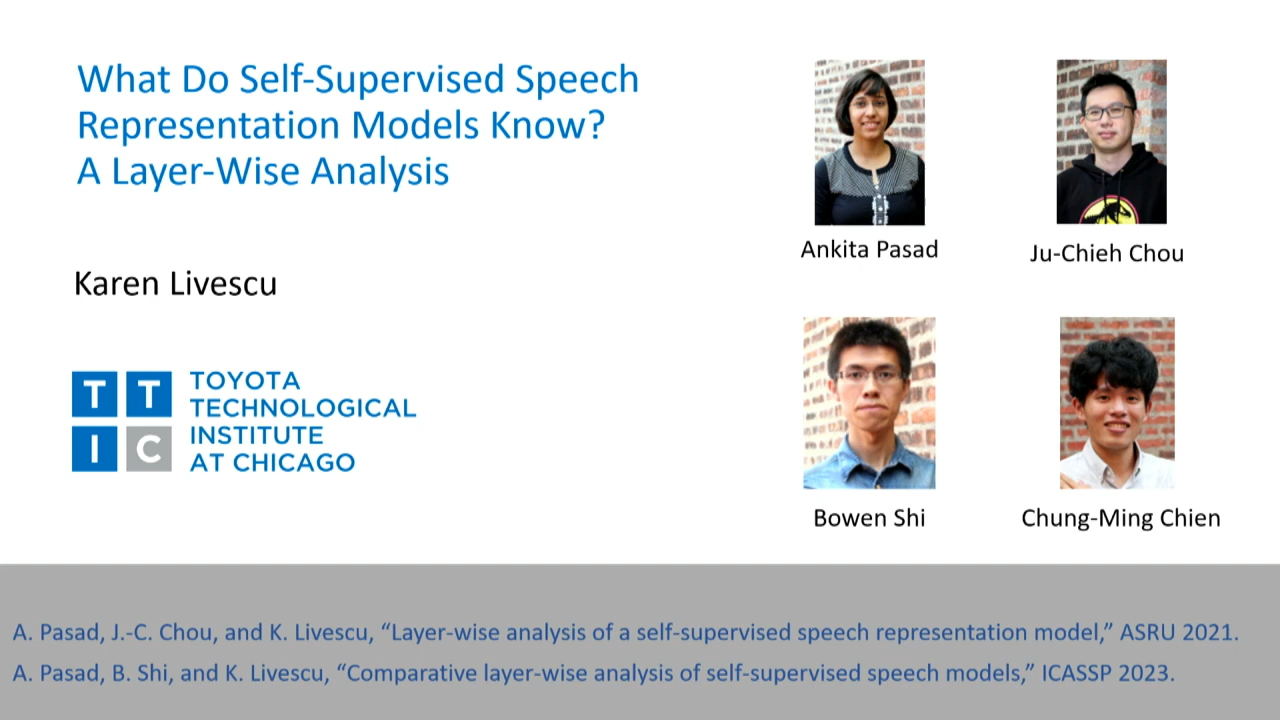 What Do Self-Supervised Speech
Representation Models Know?
A Layer-Wise Analysis
Karen Livescu
T T
I C
TOYOTA
TECHNOLOGICAL
INSTITUTE
AT CHICAGO
Ankita Pasad
Ju-Chieh Chou
Bowen Shi
Chung-Ming Chien
A. Pasad, J.-C. Chou, and K. Livescu, “Layer-wise analysis of a self-supervised speech representation model,” ASRU 2021.
A. Pasad, B. Shi, and K. Livescu, “Comparative layer-wise analysis of self-supervised speech models,” ICASSP 2023.